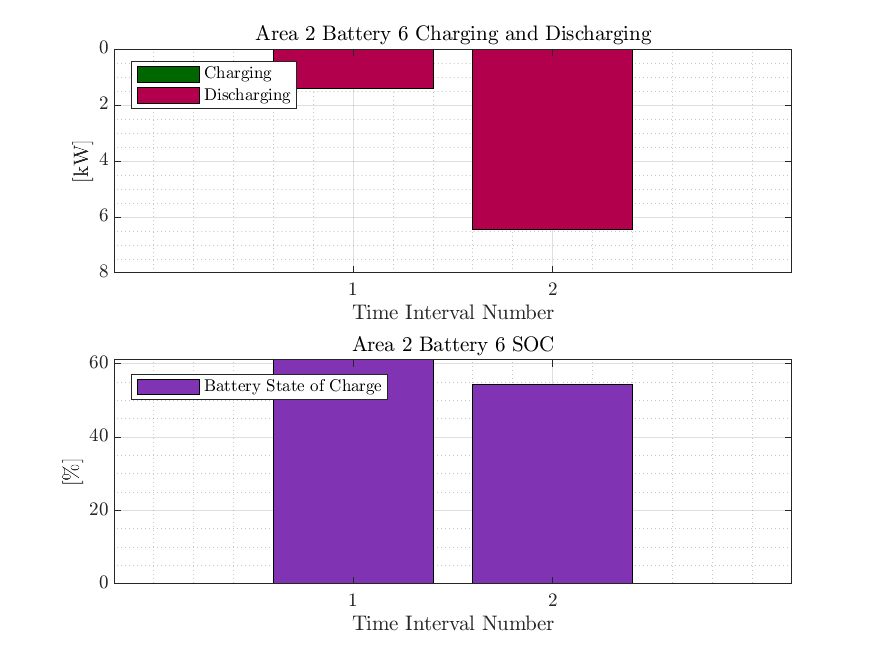 Area 2 Battery 6 Charging and Discharging
0
2
4
6
8
[kW]
Charging
Discharging
1 2
Time Interval Number
Area 2 Battery 6 SOC
60
40
20
0
[%]
Battery State of Charge
1 2
Time Interval Number